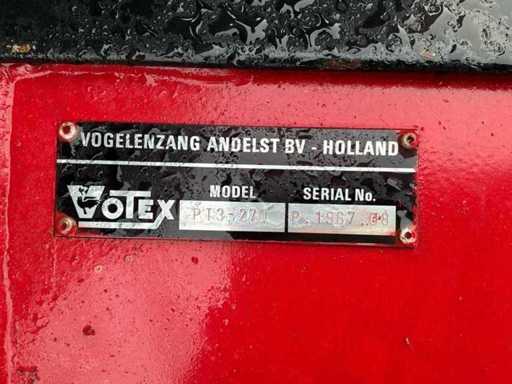 VOGELENZANG ANDELST BV - HOLLAND
VOTEX
MODEL
SERIAL No.